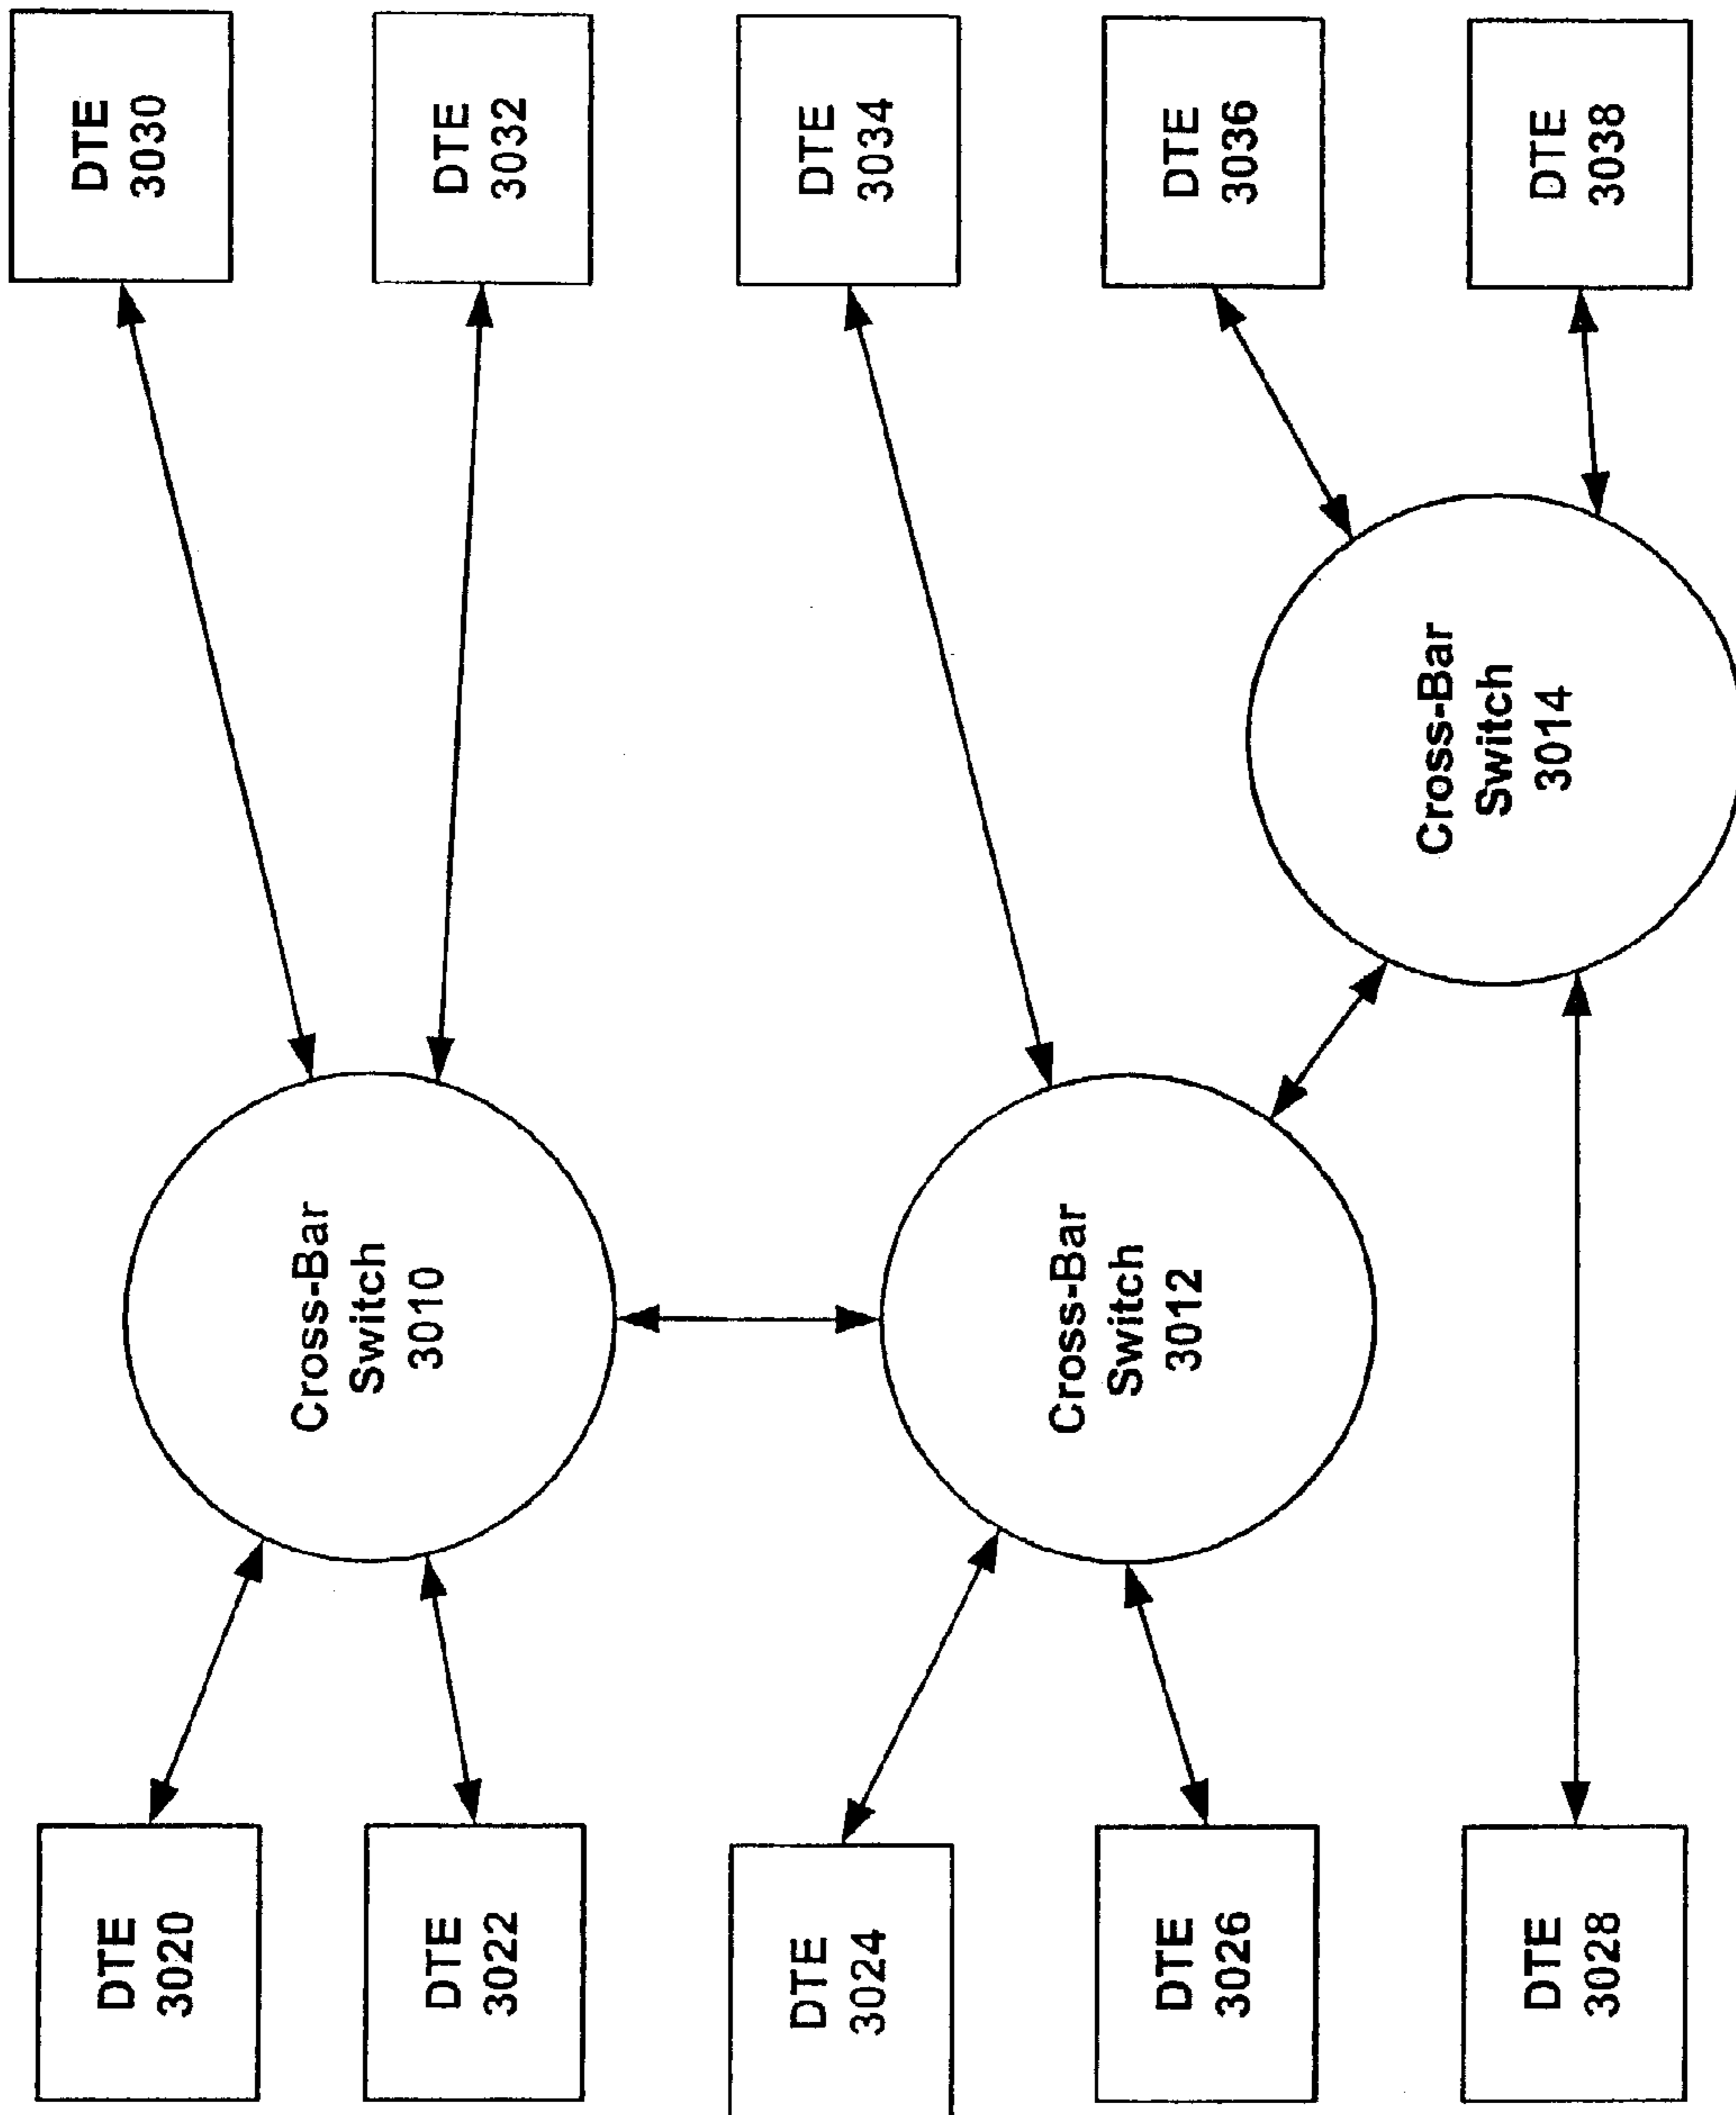 DTE
3020
DTE
3022
DTE
3024
DTE
3026
DTE
3028
Cross-Bar
Switch
3010
Cross-Bar
Switch
3012
Cross-Bar
Switch
3014
DTE
3030
DTE
3032
DTE
3034
DTE
3036
DTE
3038